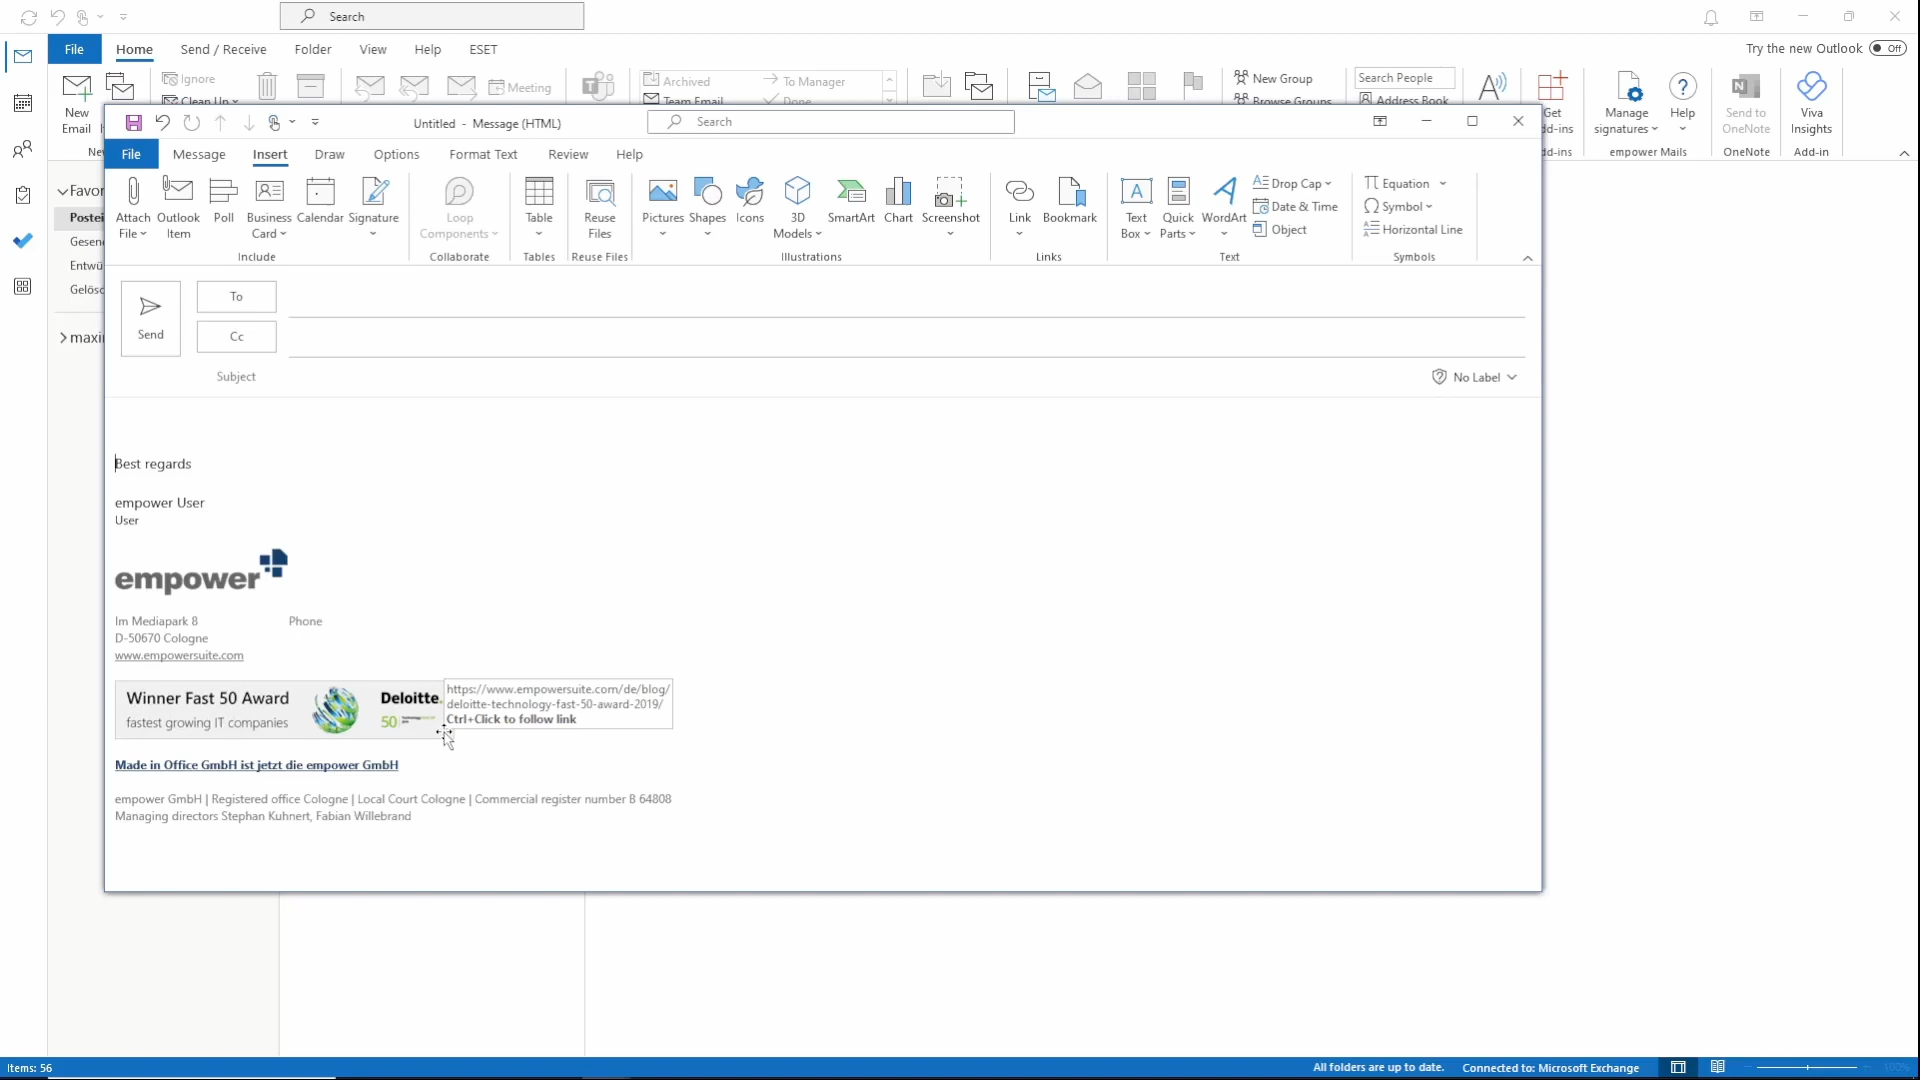 Search
File Home Send / Receive Folder View Help ESET
Try the new Outlook Off
New Email
Ignore
Clean Up
Meeting
Archived
Team Email
To Manager
Done
New Group
Browse Groups
Search People
Address Book
Get
Manage signatures
Help
Send to OneNote
Viva Insights
empower Mails
OneNote
Add-in
Favor
Postei
Gesend
Entwü
Gelösc
maxi
Untitled - Message (HTML)
Search
File Message Insert Draw Options Format Text Review Help
Attach File
Outlook Item
Poll
Business Card
Calendar
Signature
Loop Components
Table
Reuse Files
Pictures
Shapes
Icons
3D Models
SmartArt
Chart
Screenshot
Link
Bookmark
Text Box
Quick Parts
WordArt
Drop Cap
Date & Time
Object
Equation
Symbol
Horizontal Line
Include Collaborate Tables Reuse Files Illustrations Links Text Symbols
Send
To
Cc
Subject
No Label
Best regards
empower User
User
empower
Im Mediapark 8 Phone
D-50670 Cologne
www.empowersuite.com
Winner Fast 50 Award
fastest growing IT companies
Deloitte.
50
https://www.empowersuite.com/de/blog/
deloitte-technology-fast-50-award-2019/
Ctrl+Click to follow link
Made in Office GmbH ist jetzt die empower GmbH
empower GmbH | Registered office Cologne | Local Court Cologne | Commercial register number B 64808
Managing directors Stephan Kuhnert, Fabian Willebrand
Items: 56
All folders are up to date.
Connected to: Microsoft Exchange